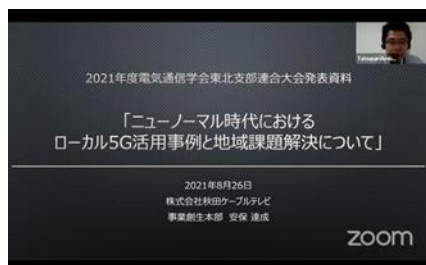 2021年度電気通信学会東北支部連合大会発表資料
「ニューノーマル時代における
ローカル5G活用事例と地域課題解決について」
2021年8月26日
株式会社秋田ケーブルテレビ
事業創生本部 安保 達成
zoom